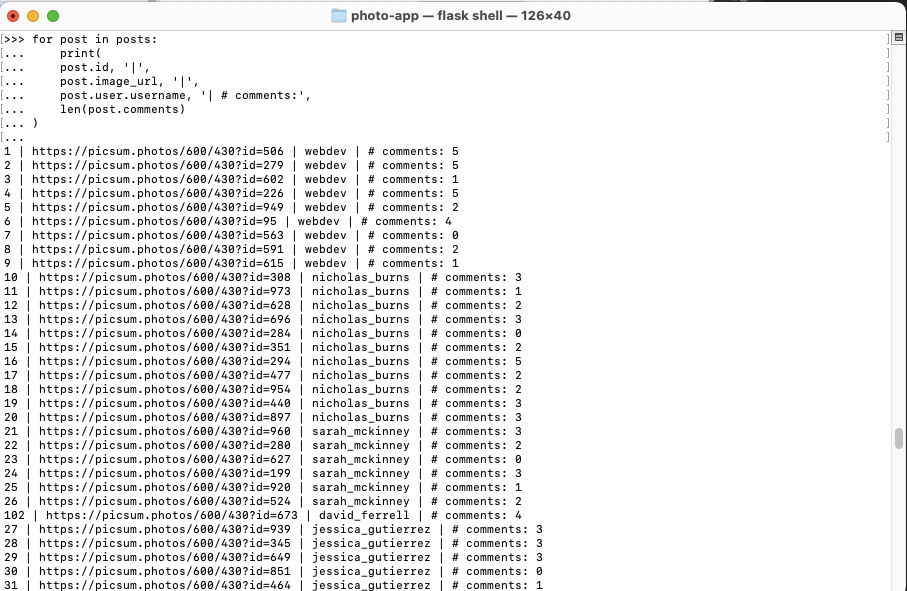 photo-app — flask shell — 126×40
[>>> for post in posts: ]
[... print( ]
[... post.id, '|', ]
[... post.image_url, '|', ]
[... post.user.username, '| # comments:', ]
[... len(post.comments) ]
[... ) ]
[... ]
1 | https://picsum.photos/600/430?id=506 | webdev | # comments: 5
2 | https://picsum.photos/600/430?id=279 | webdev | # comments: 5
3 | https://picsum.photos/600/430?id=602 | webdev | # comments: 1
4 | https://picsum.photos/600/430?id=226 | webdev | # comments: 5
5 | https://picsum.photos/600/430?id=949 | webdev | # comments: 2
6 | https://picsum.photos/600/430?id=95 | webdev | # comments: 4
7 | https://picsum.photos/600/430?id=563 | webdev | # comments: 0
8 | https://picsum.photos/600/430?id=591 | webdev | # comments: 2
9 | https://picsum.photos/600/430?id=615 | webdev | # comments: 1
10 | https://picsum.photos/600/430?id=308 | nicholas_burns | # comments: 3
11 | https://picsum.photos/600/430?id=973 | nicholas_burns | # comments: 1
12 | https://picsum.photos/600/430?id=628 | nicholas_burns | # comments: 2
13 | https://picsum.photos/600/430?id=696 | nicholas_burns | # comments: 3
14 | https://picsum.photos/600/430?id=284 | nicholas_burns | # comments: 0
15 | https://picsum.photos/600/430?id=351 | nicholas_burns | # comments: 2
16 | https://picsum.photos/600/430?id=294 | nicholas_burns | # comments: 5
17 | https://picsum.photos/600/430?id=477 | nicholas_burns | # comments: 2
18 | https://picsum.photos/600/430?id=954 | nicholas_burns | # comments: 2
19 | https://picsum.photos/600/430?id=440 | nicholas_burns | # comments: 3
20 | https://picsum.photos/600/430?id=897 | nicholas_burns | # comments: 3
21 | https://picsum.photos/600/430?id=960 | sarah_mckinney | # comments: 3
22 | https://picsum.photos/600/430?id=280 | sarah_mckinney | # comments: 2
23 | https://picsum.photos/600/430?id=627 | sarah_mckinney | # comments: 0
24 | https://picsum.photos/600/430?id=199 | sarah_mckinney | # comments: 3
25 | https://picsum.photos/600/430?id=920 | sarah_mckinney | # comments: 1
26 | https://picsum.photos/600/430?id=524 | sarah_mckinney | # comments: 2
102 | https://picsum.photos/600/430?id=673 | david_ferrell | # comments: 4
27 | https://picsum.photos/600/430?id=939 | jessica_gutierrez | # comments: 3
28 | https://picsum.photos/600/430?id=345 | jessica_gutierrez | # comments: 3
29 | https://picsum.photos/600/430?id=649 | jessica_gutierrez | # comments: 3
30 | https://picsum.photos/600/430?id=851 | jessica_gutierrez | # comments: 0
31 | https://picsum.photos/600/430?id=464 | jessica_gutierrez | # comments: 1